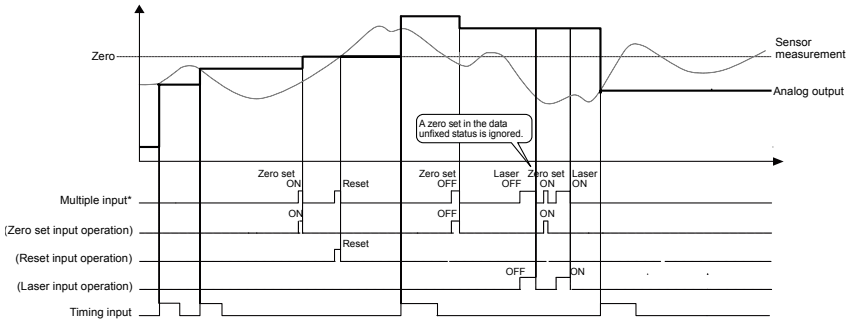 Zero
Sensor
measurement
Analog output
A zero set in the data
unfixed status is ignored.
Zero set
ON
Reset
Zero set
OFF
Laser
OFF
Zero set
ON
Laser
ON
Multiple input*
ON
OFF
ON
(Zero set input operation)
Reset
(Reset input operation)
OFF
ON
(Laser input operation)
Timing input